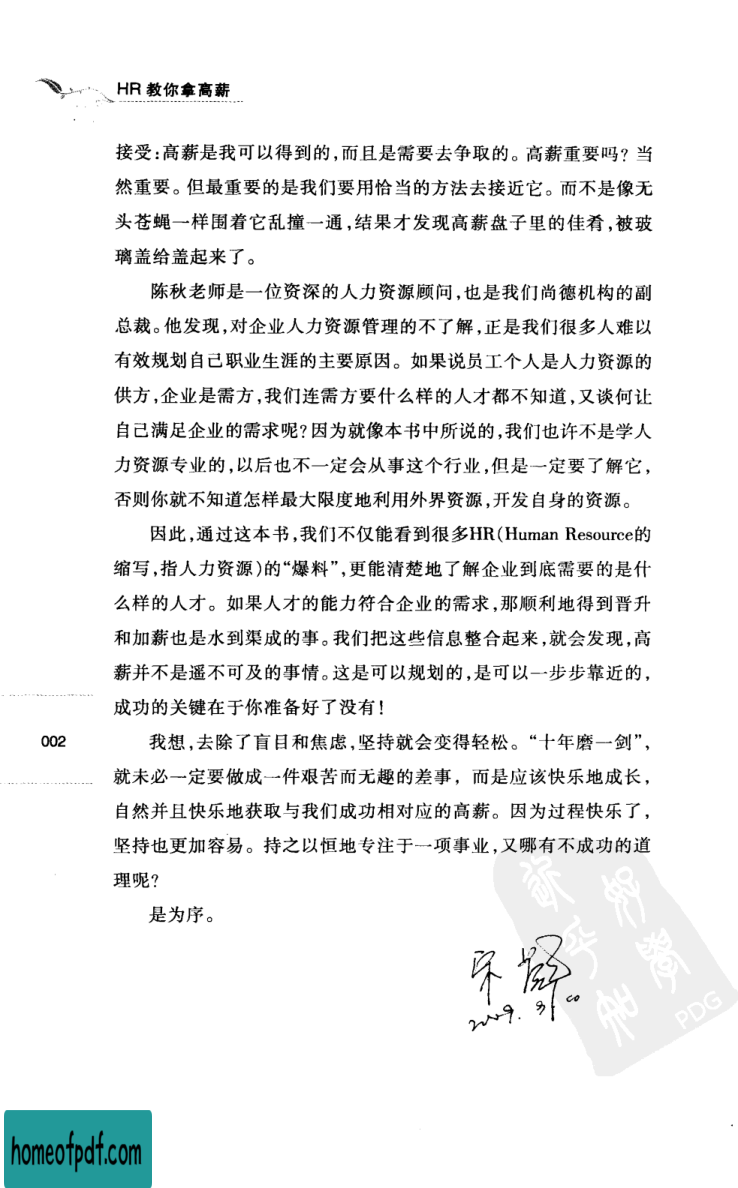 HR 教你拿高薪
接受:高薪是我可以得到的,而且是需要去争取的。高薪重要吗?当
然重要。但最重要的是我们要用恰当的方法去接近它。而不是像无
头苍蝇一样围着它乱撞一通,结果才发现高薪盘子里的佳肴,被玻
璃盖给盖起来了。
陈秋老师是一位资深的人力资源顾问,也是我们尚德机构的副
总裁。他发现,对企业人力资源管理的不了解,正是我们很多人难以
有效规划自己职业生涯的主要原因。如果说员工个人是人力资源的
供方,企业是需方,我们连需方要什么样的人才都不知道,又谈何让
自己满足企业的需求呢?因为就像本书中所说的,我们也许不是学人
力资源专业的,以后也不一定会从事这个行业,但是一定要了解它,
否则你就不知道怎样最大限度地利用外界资源,开发自身的资源。
因此,通过这本书,我们不仅能看到很多HR(Human Resource的
缩写,指人力资源)的“爆料”,更能清楚地了解企业到底需要的是什
么样的人才。如果人才的能力符合企业的需求,那顺利地得到晋升
和加薪也是水到渠成的事。我们把这些信息整合起来,就会发现,高
薪并不是遥不可及的事情。这是可以规划的,是可以一步步靠近的,
成功的关键在于你准备好了没有!
002
我想,去除了盲目和焦虑,坚持就会变得轻松。“十年磨一剑”,
就未必一定要做成一件艰苦而无趣的差事,而是应该快乐地成长,
自然并且快乐地获取与我们成功相对应的高薪。因为过程快乐了,
坚持也更加容易。持之以恒地专注于一项事业,又哪有不成功的道
理呢?
是为序。
PDG
homeofpdf.com